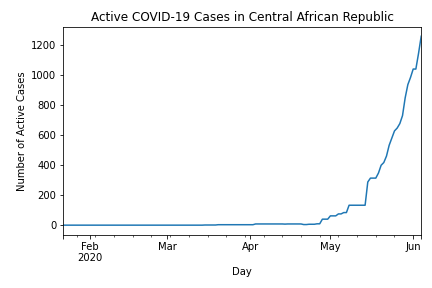 Active COVID-19 Cases in Central African Republic
1200
1000
800
600
400
200
0
Number of Active Cases
Feb
2020
Mar
Apr
May
Jun
Day